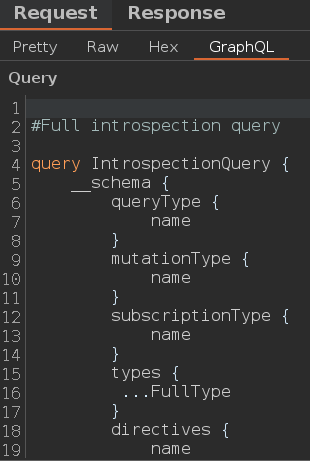 Request Response
Pretty Raw Hex GraphQL
Query
1
2 #Full introspection query
3
4 query IntrospectionQuery {
5     __schema {
6         queryType {
7             name
8         }
9         mutationType {
10             name
11         }
12         subscriptionType {
13             name
14         }
15         types {
16          ...FullType
17         }
18         directives {
19             name